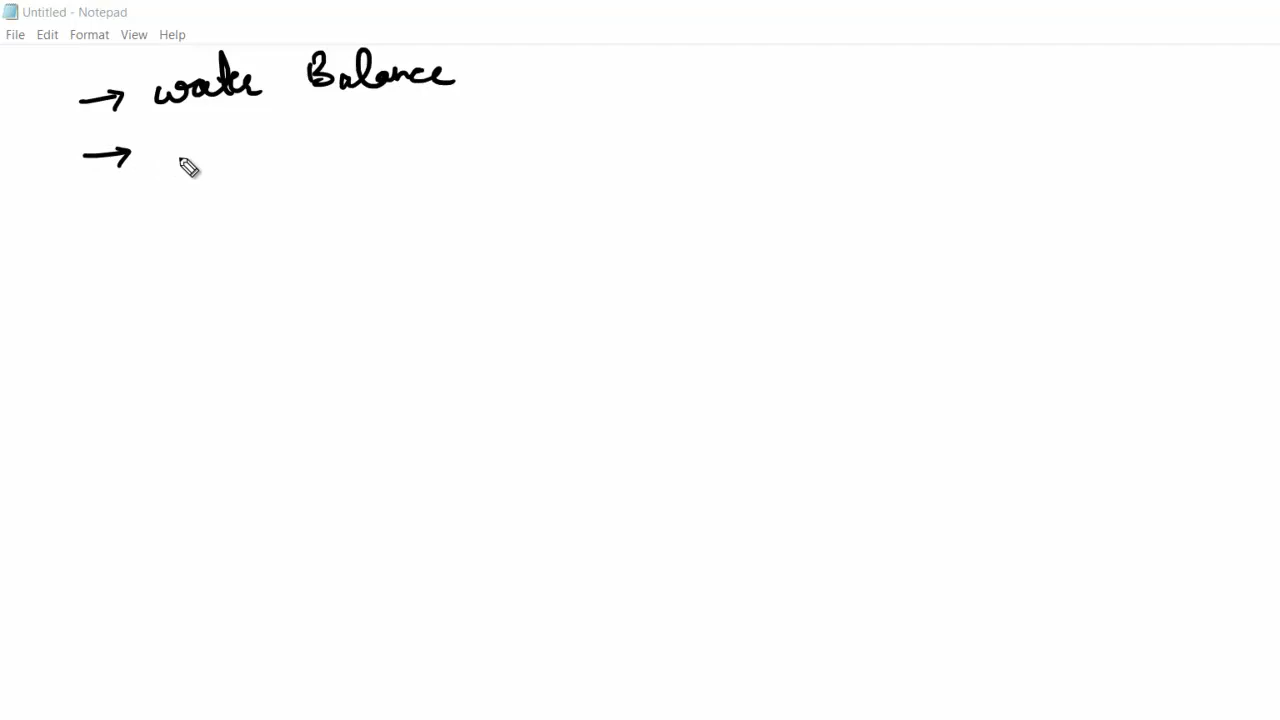 Untitled - Notepad
File Edit Format View Help
→ water Balance
→